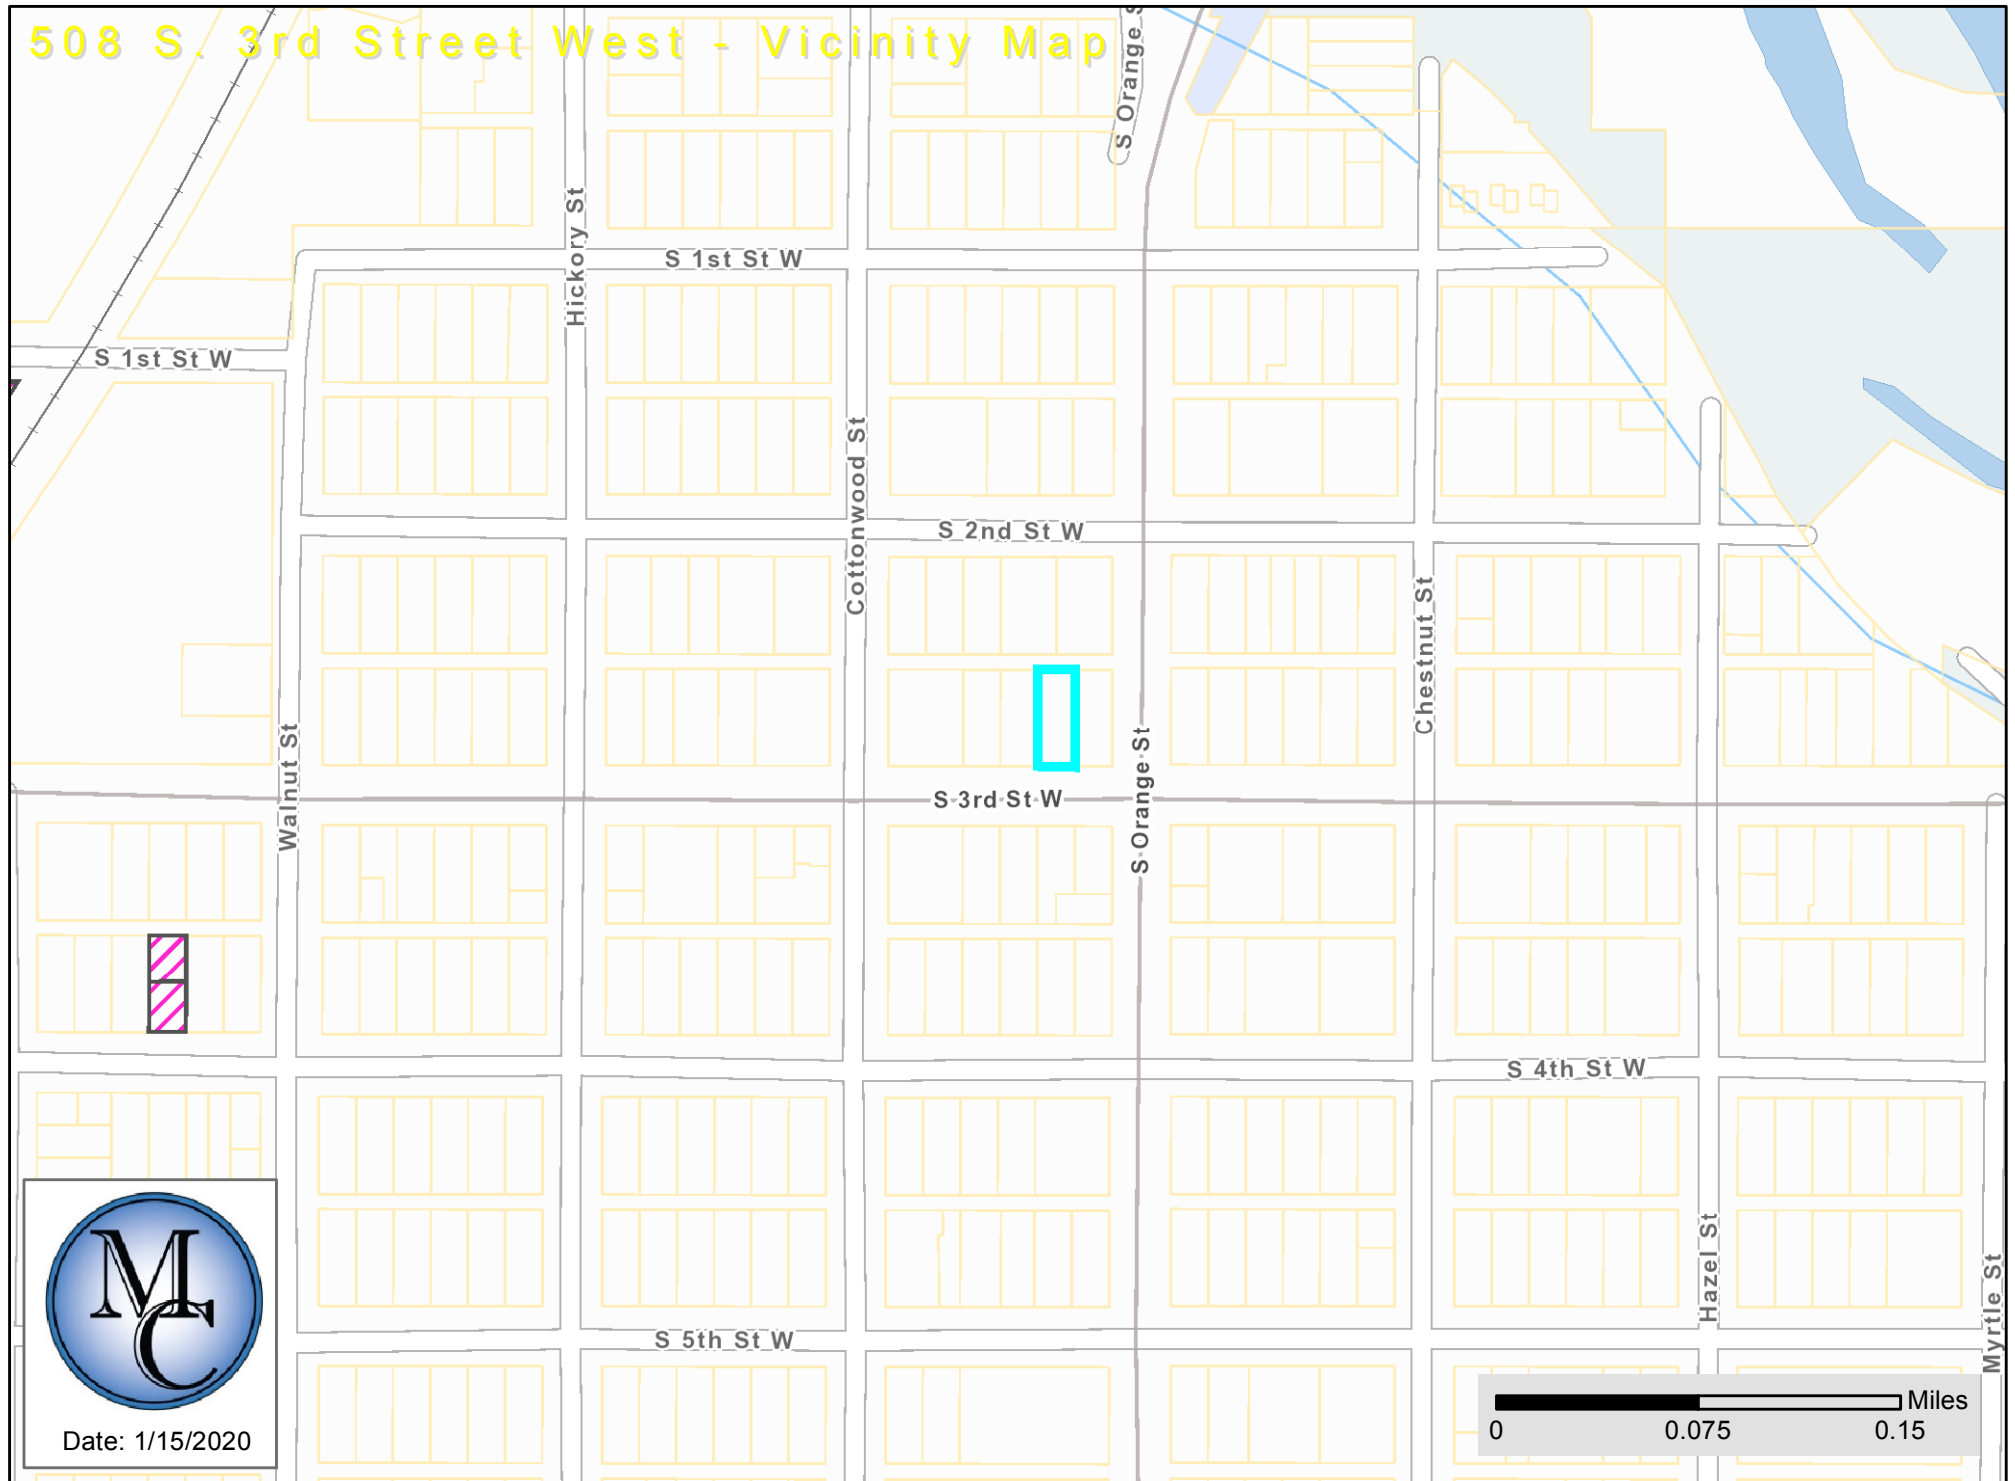 508 S. 3rd Street West - Vicinity Map
S Orange S
Hickory St
S 1st St W
S 1st St W
Cottonwood St
S 2nd St W
Chestnut St
Walnut St
S Orange St
S 3rd St W
S 4th St W
Hazel St
Myrtle St
S 5th St W
MC
Date: 1/15/2020
Miles
0 0.075 0.15